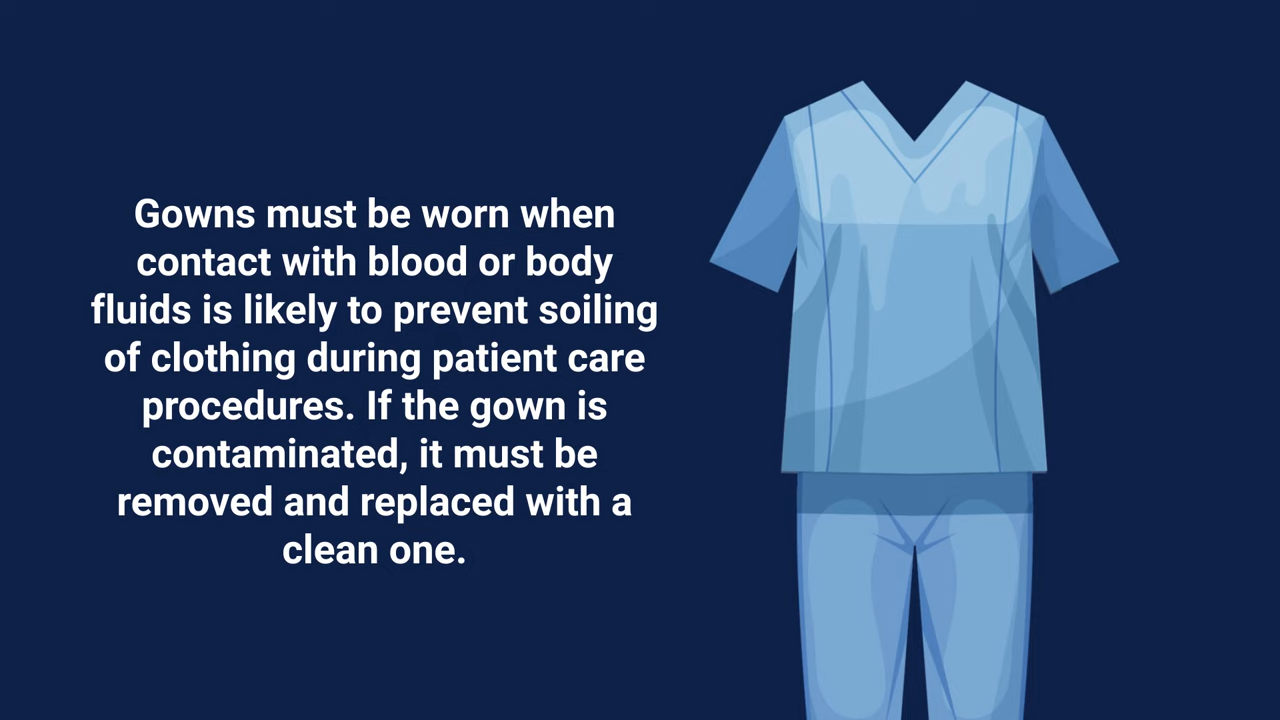 Gowns must be worn when
contact with blood or body
fluids is likely to prevent soiling
of clothing during patient care
procedures. If the gown is
contaminated, it must be
removed and replaced with a
clean one.